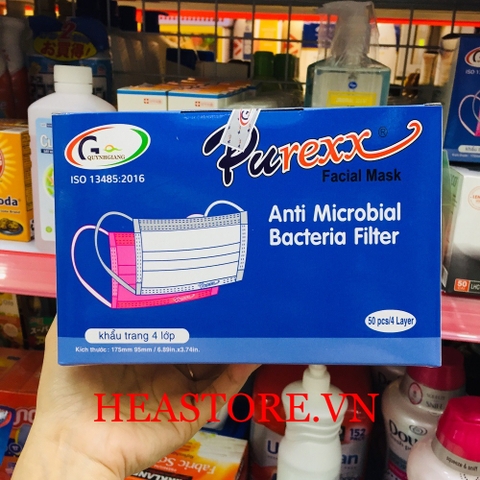 QUYNHGIANG
ISO 13485:2016
Purexx®
Facial Mask
Anti Microbial
Bacteria Filter
khẩu trang 4 lớp
50 pcs/4 Layer
Kích thước : 175mm 95mm / 6.89in.x3.74in.
HEASTORE.VN